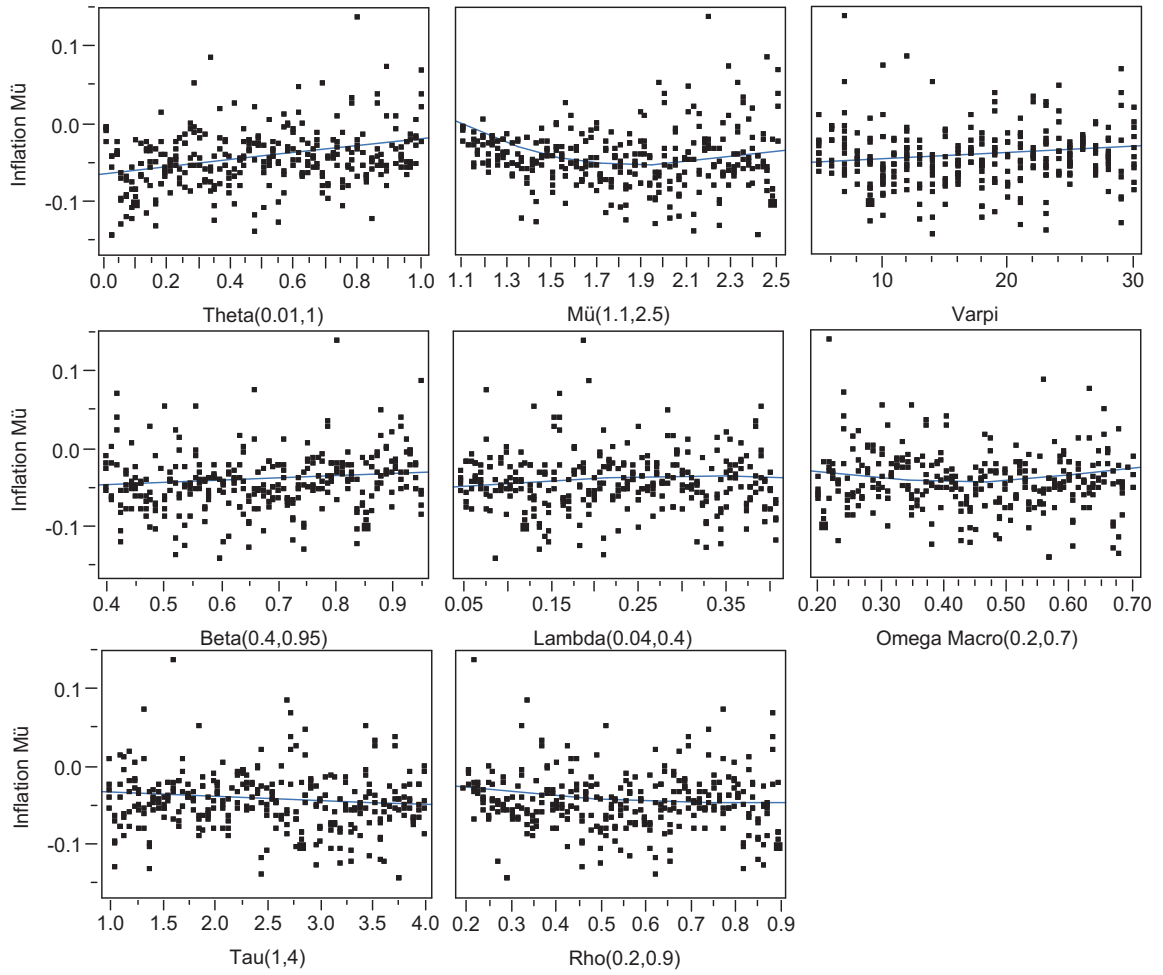 Inflation Mü
0.1
0.0
-0.1
0.0 0.2 0.4 0.6 0.8 1.0
1.1 1.3 1.5 1.7 1.9 2.1 2.3 2.5
10 20 30
Theta(0.01,1)
Mü(1.1,2.5)
Varpi
Inflation Mü
0.1
0.0
-0.1
0.4 0.5 0.6 0.7 0.8 0.9
0.05 0.15 0.25 0.35
0.20 0.30 0.40 0.50 0.60 0.70
Beta(0.4,0.95)
Lambda(0.04,0.4)
Omega Macro(0.2,0.7)
Inflation Mü
0.1
0.0
-0.1
1.0 1.5 2.0 2.5 3.0 3.5 4.0
0.2 0.3 0.4 0.5 0.6 0.7 0.8 0.9
Tau(1,4)
Rho(0.2,0.9)